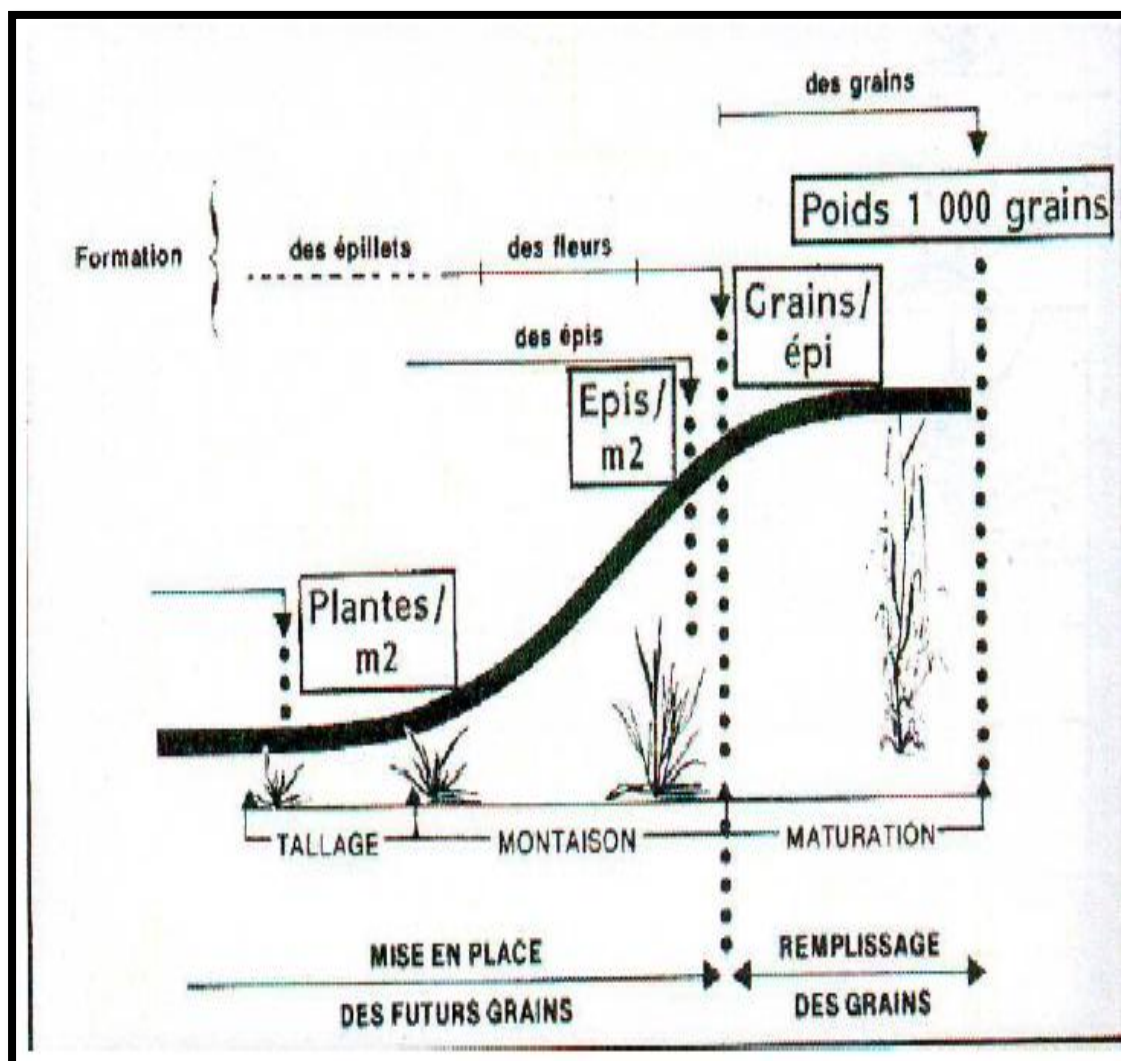 des grains
Poids 1 000 grains
Formation
des épillets
des fleurs
Grains/
épi
des épis
Epis/
m2
Plantes/
m2
TALLAGE
MONTAISON
MATURATION
MISE EN PLACE
DES FUTURS GRAINS
REMPLISSAGE
DES GRAINS